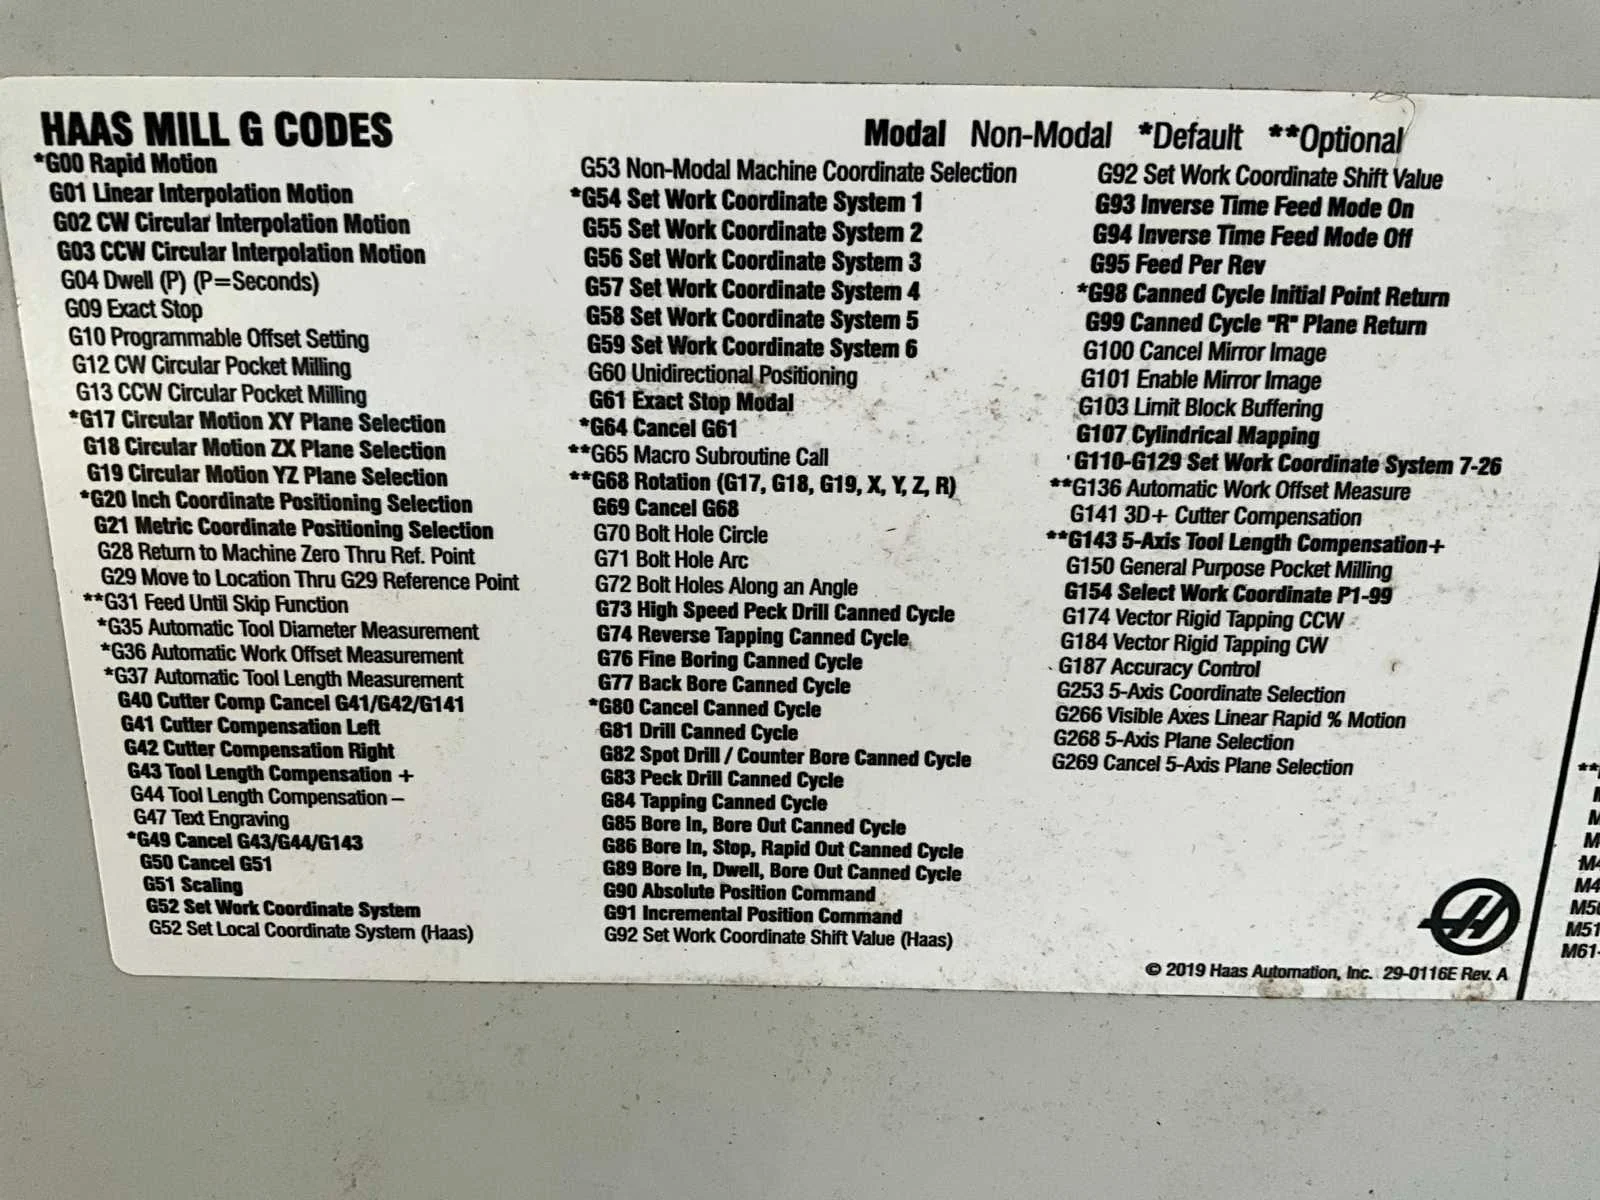 HAAS MILL G CODES
Modal Non-Modal *Default **Optional
*G00 Rapid Motion
G01 Linear Interpolation Motion
G02 CW Circular Interpolation Motion
G03 CCW Circular Interpolation Motion
G04 Dwell (P) (P=Seconds)
G09 Exact Stop
G10 Programmable Offset Setting
G12 CW Circular Pocket Milling
G13 CCW Circular Pocket Milling
*G17 Circular Motion XY Plane Selection
G18 Circular Motion ZX Plane Selection
G19 Circular Motion YZ Plane Selection
*G20 Inch Coordinate Positioning Selection
G21 Metric Coordinate Positioning Selection
G28 Return to Machine Zero Thru Ref. Point
G29 Move to Location Thru G29 Reference Point
**G31 Feed Until Skip Function
*G35 Automatic Tool Diameter Measurement
*G36 Automatic Work Offset Measurement
*G37 Automatic Tool Length Measurement
G40 Cutter Comp Cancel G41/G42/G141
G41 Cutter Compensation Left
G42 Cutter Compensation Right
G43 Tool Length Compensation +
G44 Tool Length Compensation –
G47 Text Engraving
*G49 Cancel G43/G44/G143
G50 Cancel G51
G51 Scaling
G52 Set Work Coordinate System
G52 Set Local Coordinate System (Haas)
G53 Non-Modal Machine Coordinate Selection
*G54 Set Work Coordinate System 1
G55 Set Work Coordinate System 2
G56 Set Work Coordinate System 3
G57 Set Work Coordinate System 4
G58 Set Work Coordinate System 5
G59 Set Work Coordinate System 6
G60 Unidirectional Positioning
G61 Exact Stop Modal
*G64 Cancel G61
**G65 Macro Subroutine Call
**G68 Rotation (G17, G18, G19, X, Y, Z, R)
G69 Cancel G68
G70 Bolt Hole Circle
G71 Bolt Hole Arc
G72 Bolt Holes Along an Angle
G73 High Speed Peck Drill Canned Cycle
G74 Reverse Tapping Canned Cycle
G76 Fine Boring Canned Cycle
G77 Back Bore Canned Cycle
*G80 Cancel Canned Cycle
G81 Drill Canned Cycle
G82 Spot Drill / Counter Bore Canned Cycle
G83 Peck Drill Canned Cycle
G84 Tapping Canned Cycle
G85 Bore In, Bore Out Canned Cycle
G86 Bore In, Stop, Rapid Out Canned Cycle
G89 Bore In, Dwell, Bore Out Canned Cycle
G90 Absolute Position Command
G91 Incremental Position Command
G92 Set Work Coordinate Shift Value (Haas)
G92 Set Work Coordinate Shift Value
G93 Inverse Time Feed Mode On
G94 Inverse Time Feed Mode Off
G95 Feed Per Rev
*G98 Canned Cycle Initial Point Return
G99 Canned Cycle "R" Plane Return
G100 Cancel Mirror Image
G101 Enable Mirror Image
G103 Limit Block Buffering
G107 Cylindrical Mapping
G110-G129 Set Work Coordinate System 7-26
**G136 Automatic Work Offset Measure
G141 3D+ Cutter Compensation
**G143 5-Axis Tool Length Compensation+
G150 General Purpose Pocket Milling
G154 Select Work Coordinate P1-99
G174 Vector Rigid Tapping CCW
G184 Vector Rigid Tapping CW
G187 Accuracy Control
G253 5-Axis Coordinate Selection
G266 Visible Axes Linear Rapid % Motion
G268 5-Axis Plane Selection
G269 Cancel 5-Axis Plane Selection
© 2019 Haas Automation, Inc. 29-0116E Rev. A
M51
M61-